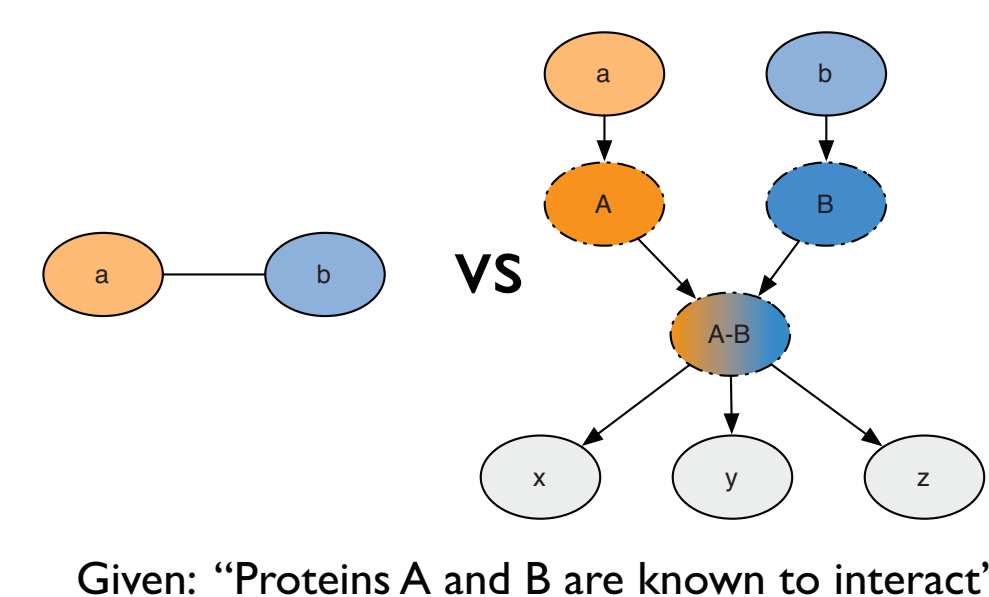 a b
A B
a b VS
A-B
x y z
Given: “Proteins A and B are known to interact’